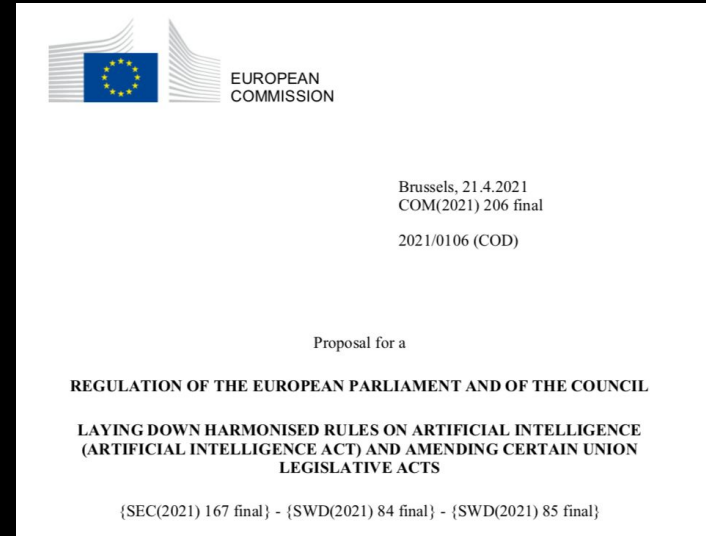 EUROPEAN
COMMISSION
Brussels, 21.4.2021
COM(2021) 206 final
2021/0106 (COD)
Proposal for a
REGULATION OF THE EUROPEAN PARLIAMENT AND OF THE COUNCIL
LAYING DOWN HARMONISED RULES ON ARTIFICIAL INTELLIGENCE
(ARTIFICIAL INTELLIGENCE ACT) AND AMENDING CERTAIN UNION
LEGISLATIVE ACTS
{SEC(2021) 167 final} - {SWD(2021) 84 final} - {SWD(2021) 85 final}